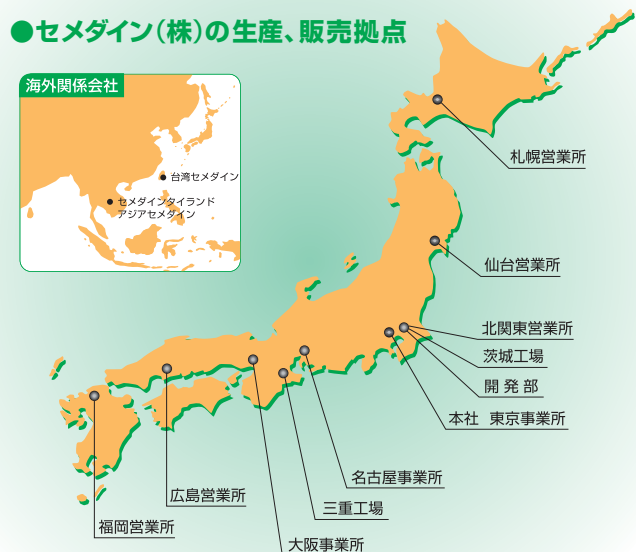 ●セメダイン(株)の生産、販売拠点
海外関係会社
台湾セメダイン
セメダインタイランド
アジアセメダイン
札幌営業所
仙台営業所
北関東営業所
茨城工場
開発部
本社 東京事業所
名古屋事業所
三重工場
大阪事業所
広島営業所
福岡営業所